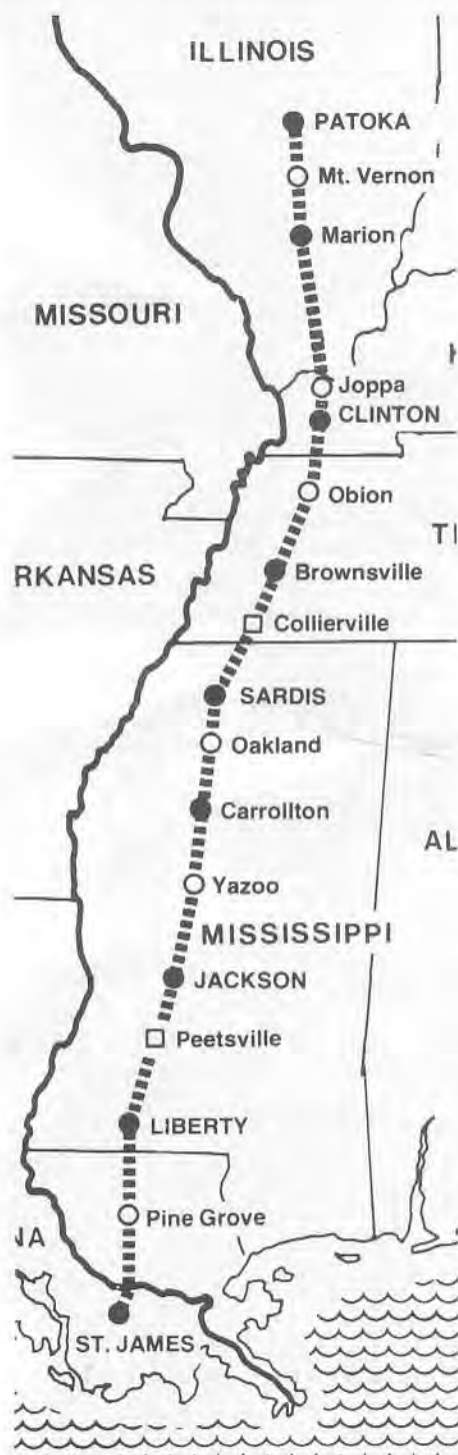 ILLINOIS
PATOKA
Mt. Vernon
Marion
MISSOURI
Joppa
CLINTON
Obion
RKANSAS
Brownsville
Collierville
SARDIS
Oakland
Carrollton
AL
Yazoo
MISSISSIPPI
JACKSON
Peetsville
LIBERTY
Pine Grove
NA
ST. JAMES